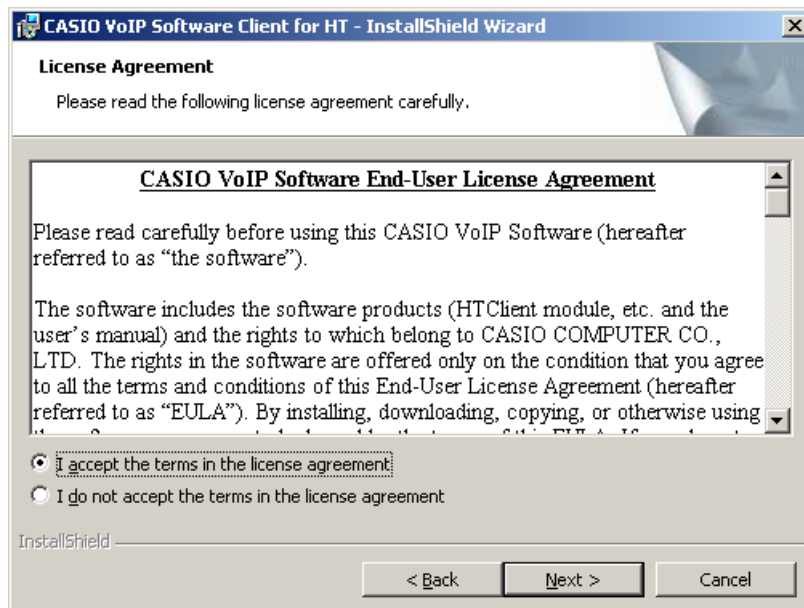 CASIO VoIP Software Client for HT - InstallShield Wizard
License Agreement
Please read the following license agreement carefully.
CASIO VoIP Software End-User License Agreement
Please read carefully before using this CASIO VoIP Software (hereafter
referred to as “the software”).
The software includes the software products (HTClient module, etc. and the
user’s manual) and the rights to which belong to CASIO COMPUTER CO.,
LTD. The rights in the software are offered only on the condition that you agree
to all the terms and conditions of this End-User License Agreement (hereafter
referred to as “EULA”). By installing, downloading, copying, or otherwise using
I accept the terms in the license agreement
I do not accept the terms in the license agreement
InstallShield
< Back
Next >
Cancel